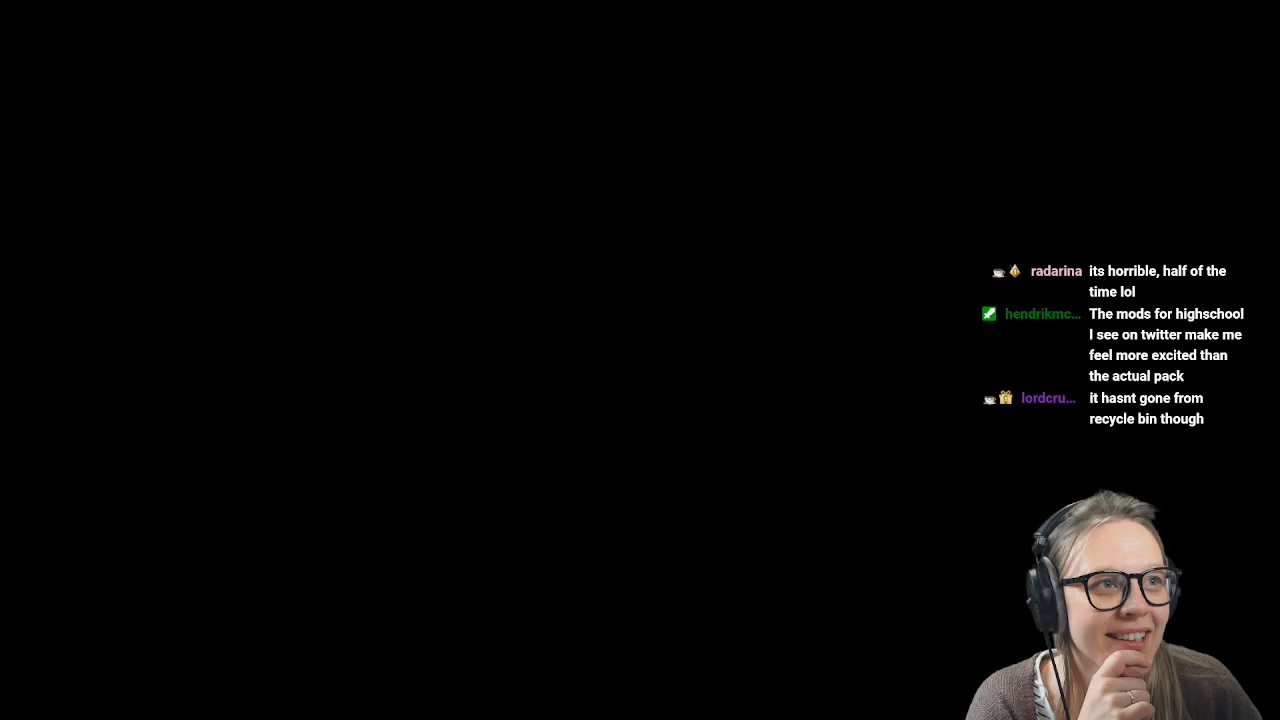 radarina its horrible, half of the
time lol
hendrikmc... The mods for highschool
I see on twitter make me
feel more excited than
the actual pack
lordcru... it hasnt gone from
recycle bin though